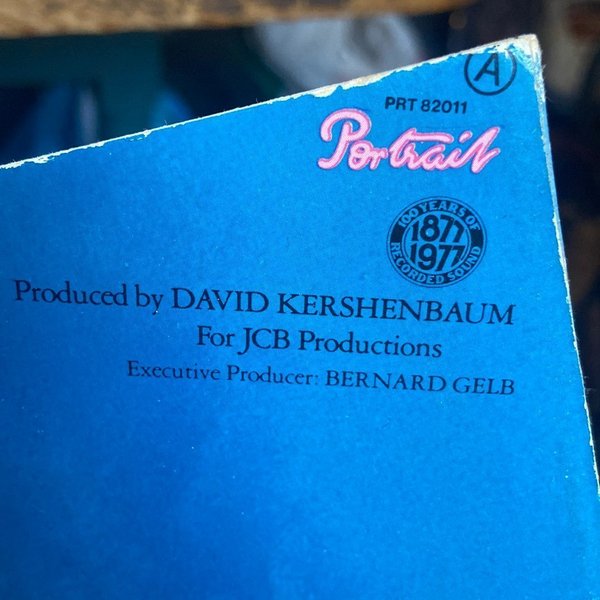 A
PRT 82011
Portrait
100 YEARS OF
1877
1977
RECORDED SOUND
Produced by DAVID KERSHENBAUM
For JCB Productions
Executive Producer: BERNARD GELB